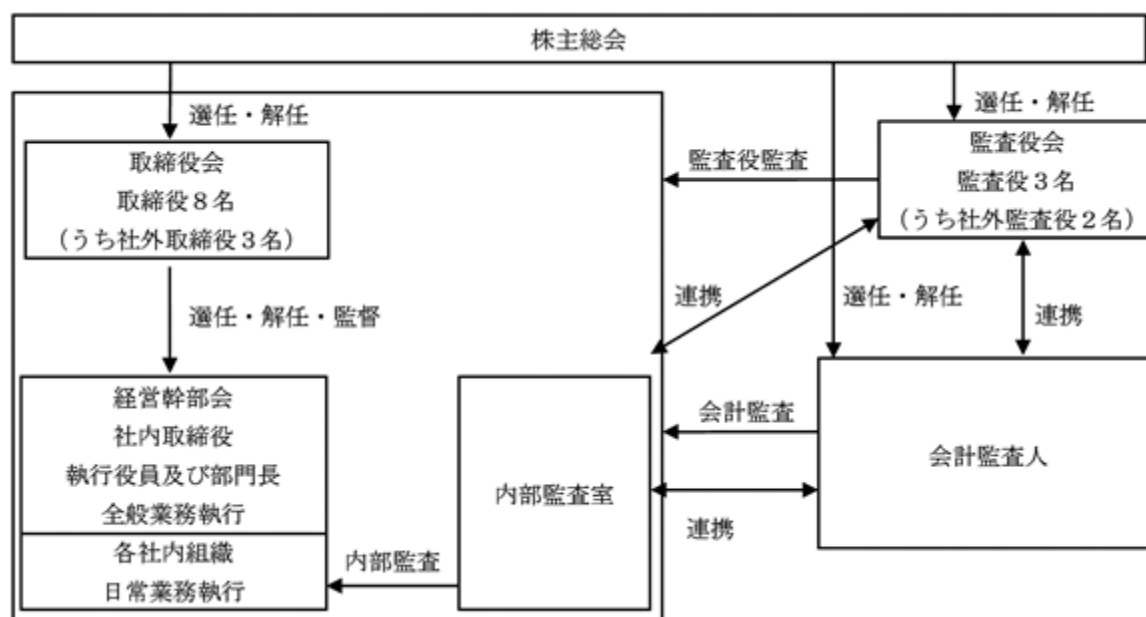 株主総会
選任・解任
選任・解任
取締役会
取締役8名
(うち社外取締役3名)
監査役監査
監査役会
監査役3名
(うち社外監査役2名)
連携
選任・解任
連携
選任・解任・監督
経営幹部会
社内取締役
執行役員及び部門長
全般業務執行
各社内組織
日常業務執行
内部監査
内部監査室
会計監査
連携
会計監査人